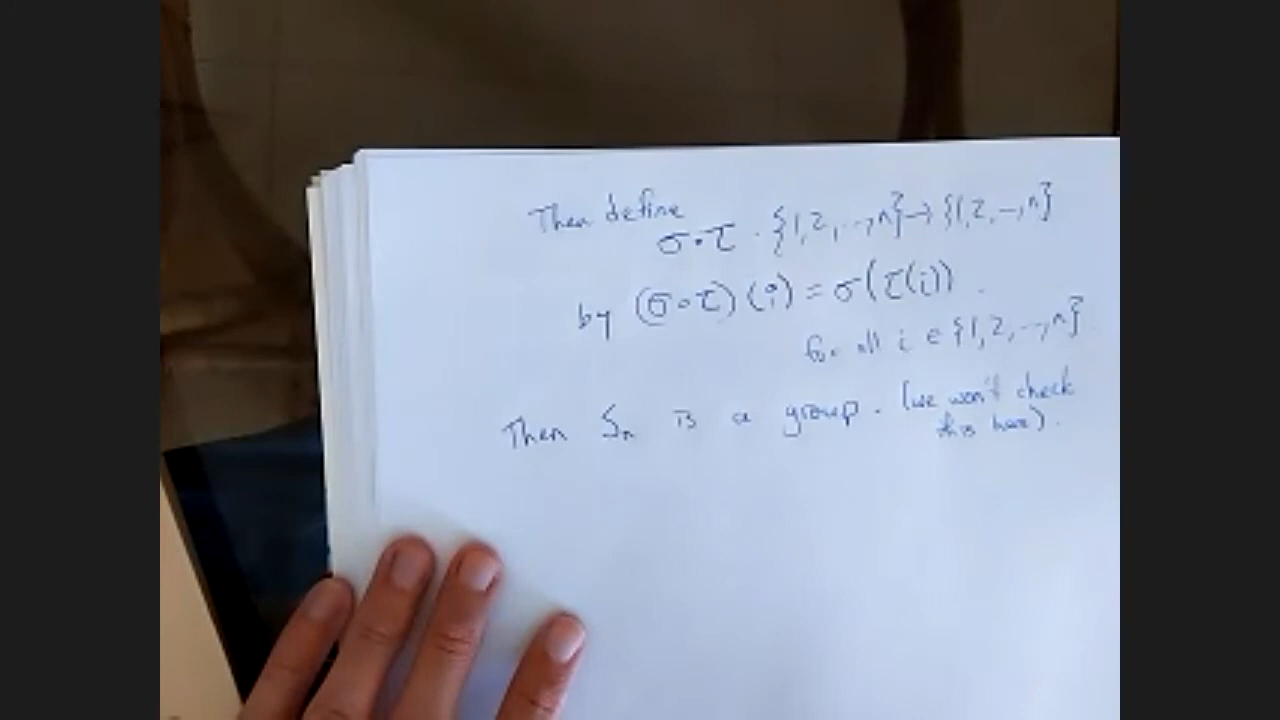 Then define
σ∘τ : {1,2,...,n} → {1,2,...,n}
by (σ∘τ)(i) = σ(τ(i)).
for all i ∈ {1,2,...,n}.
Then Sn is a group. (we won't check
this here).